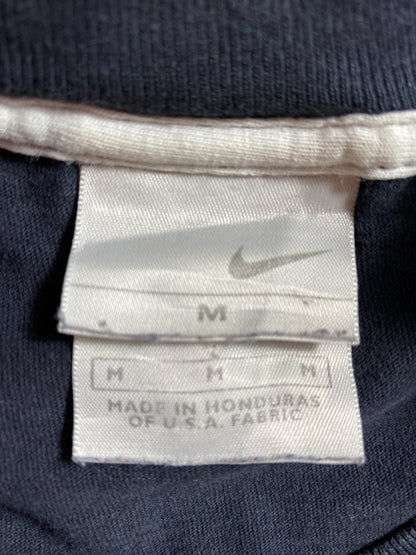 M
M M M
MADE IN HONDURAS
OF U.S.A. FABRIC